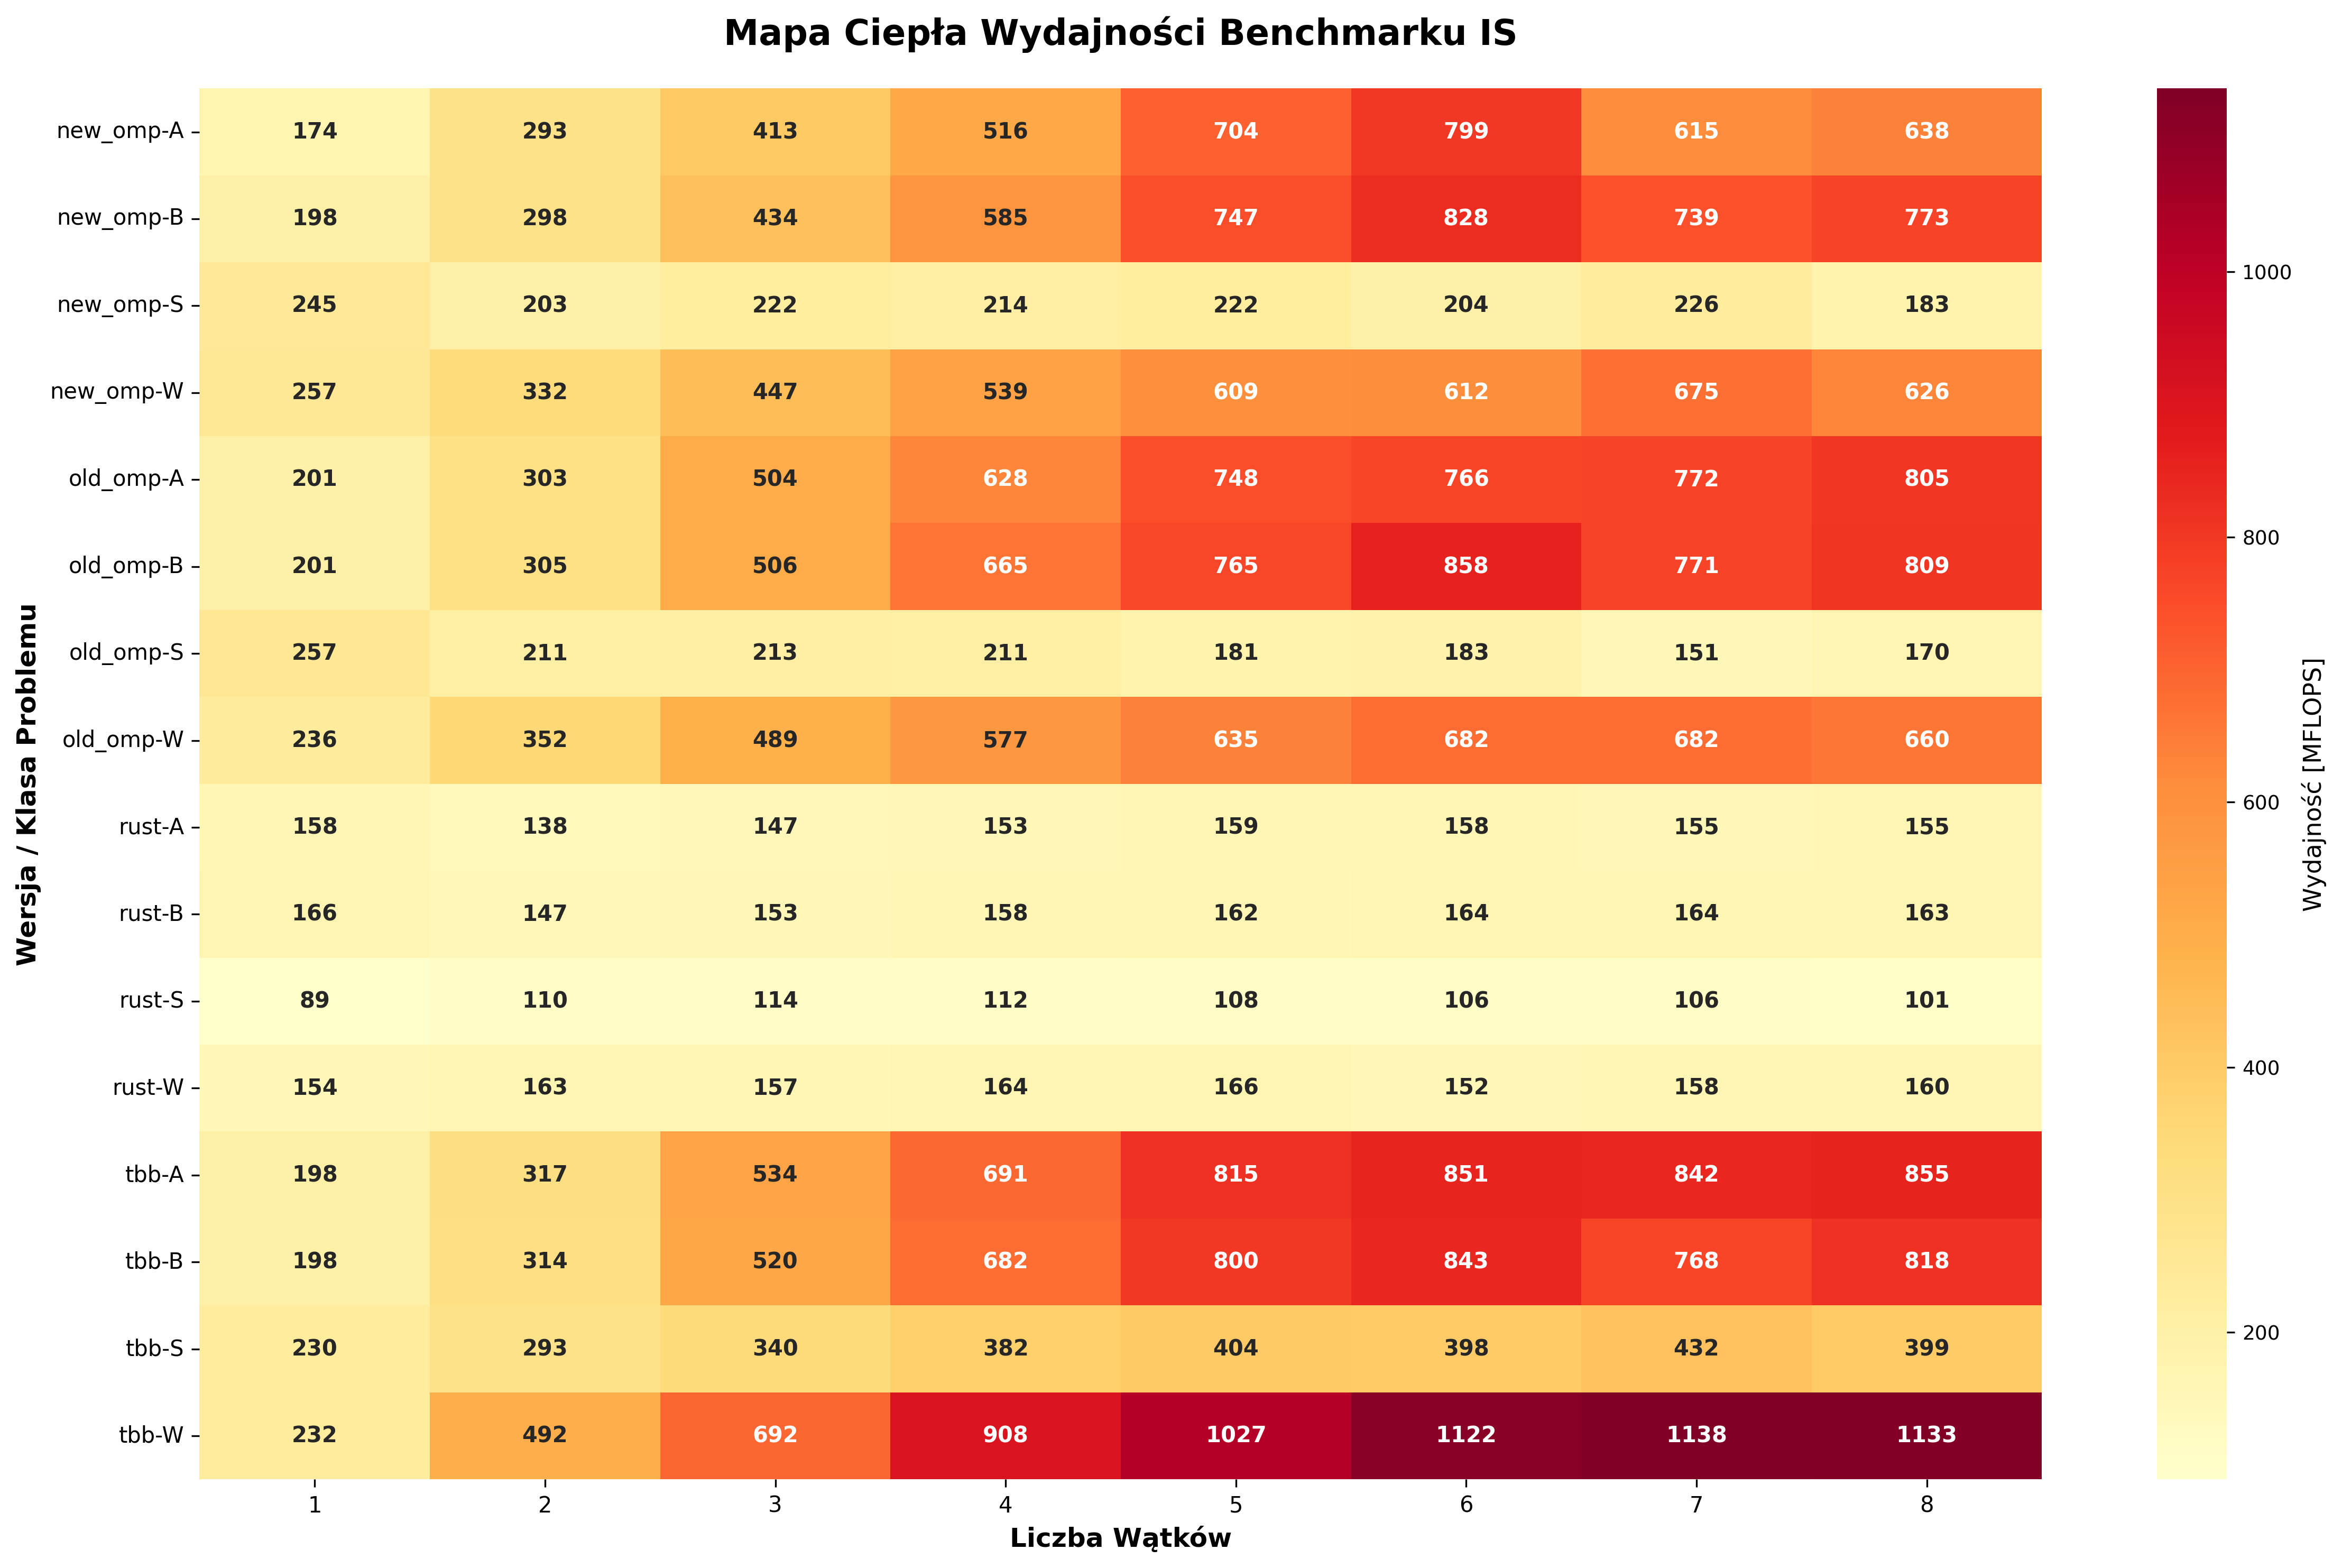 Mapa Ciepła Wydajności Benchmarku IS
Wersja / Klasa Problemu
new_omp-A 174 293 413 516 704 799 615 638
new_omp-B 198 298 434 585 747 828 739 773
new_omp-S 245 203 222 214 222 204 226 183
new_omp-W 257 332 447 539 609 612 675 626
old_omp-A 201 303 504 628 748 766 772 805
old_omp-B 201 305 506 665 765 858 771 809
old_omp-S 257 211 213 211 181 183 151 170
old_omp-W 236 352 489 577 635 682 682 660
rust-A 158 138 147 153 159 158 155 155
rust-B 166 147 153 158 162 164 164 163
rust-S 89 110 114 112 108 106 106 101
rust-W 154 163 157 164 166 152 158 160
tbb-A 198 317 534 691 815 851 842 855
tbb-B 198 314 520 682 800 843 768 818
tbb-S 230 293 340 382 404 398 432 399
tbb-W 232 492 692 908 1027 1122 1138 1133
1 2 3 4 5 6 7 8
Liczba Wątków
1000
800
600
400
200
Wydajność [MFLOPS]